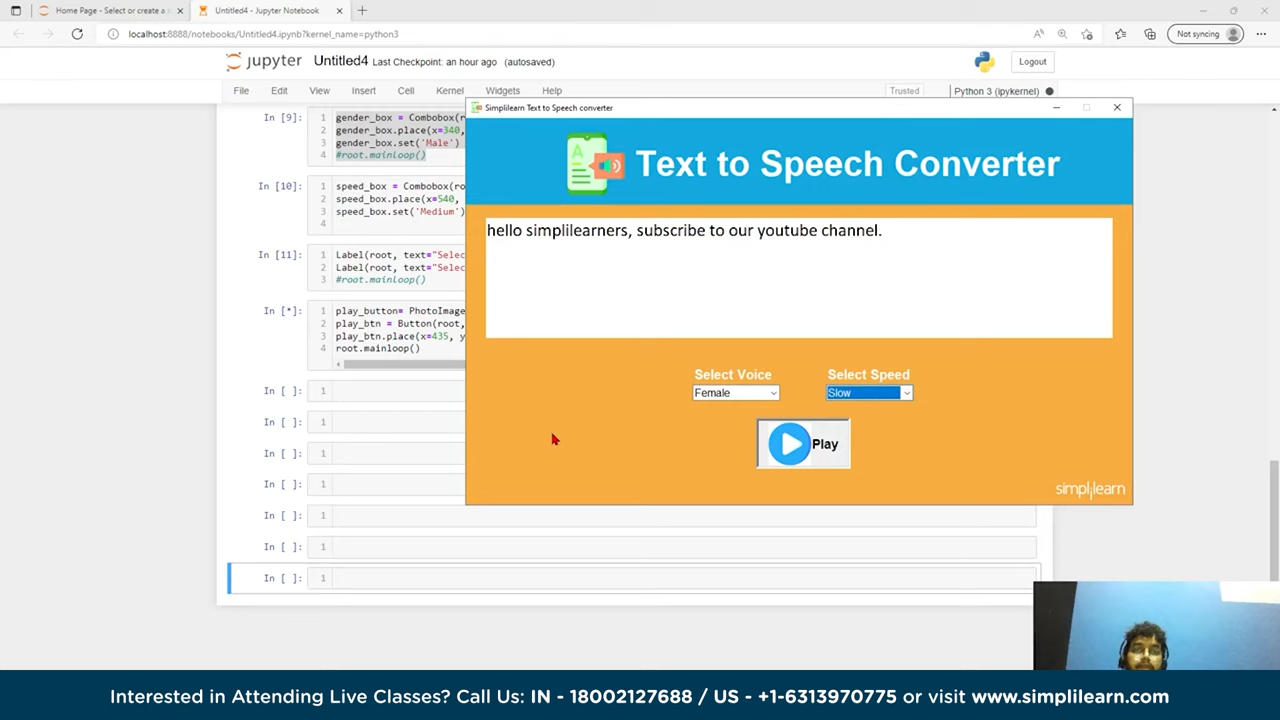 Home Page - Select or create a
Untitled4 - Jupyter Notebook
localhost:8888/notebooks/Untitled4.ipynb?kernel_name=python3
Not syncing
jupyter Untitled4 Last Checkpoint: an hour ago (autosaved)
Logout
File Edit View Insert Cell Kernel Widgets Help
Trusted
Python 3 (ipykernel)
Simplilearn Text to Speech converter
Text to Speech Converter
hello simplilearners, subscribe to our youtube channel.
Select Voice Select Speed
Female Slow
Play
simplilearn
In [9]:
1 gender_box = Combobox(r
2 gender_box.place(x=340,
3 gender_box.set('Male')
4 #root.mainloop()
In [10]:
1 speed_box = Combobox(ro
2 speed_box.place(x=540,
3 speed_box.set('Medium')
4
In [11]:
1 Label(root, text="Selec
2 Label(root, text="Selec
3 #root.mainloop()
In [*]:
1 play_button= PhotoImage
2 play_btn = Button(root,
3 play_btn.place(x=435, y
4 root.mainloop()
In [ ]: 1
In [ ]: 1
In [ ]: 1
In [ ]: 1
In [ ]: 1
In [ ]: 1
In [ ]: 1
Interested in Attending Live Classes? Call Us: IN - 18002127688 / US - +1-6313970775 or visit www.simplilearn.com